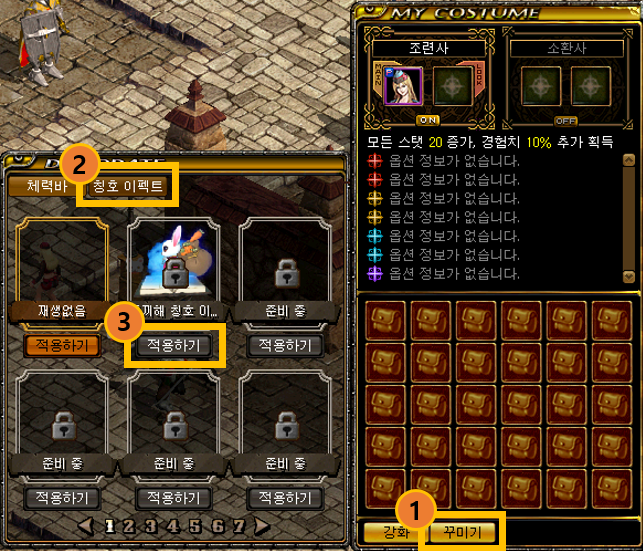 MY COSTUME
조련사
소환사
MAIN
LOOK
ON
OFF
모든 스탯 20 증가, 경험치 10% 추가 획득
옵션 정보가 없습니다.
옵션 정보가 없습니다.
옵션 정보가 없습니다.
옵션 정보가 없습니다.
옵션 정보가 없습니다.
옵션 정보가 없습니다.
옵션 정보가 없습니다.
1
강화
꾸미기
2
체력바
칭호 이펙트
재생없음
끼해 칭호 이...
준비 중
3
적용하기
적용하기
적용하기
준비 중
준비 중
준비 중
적용하기
적용하기
적용하기
1 2 3 4 5 6 7